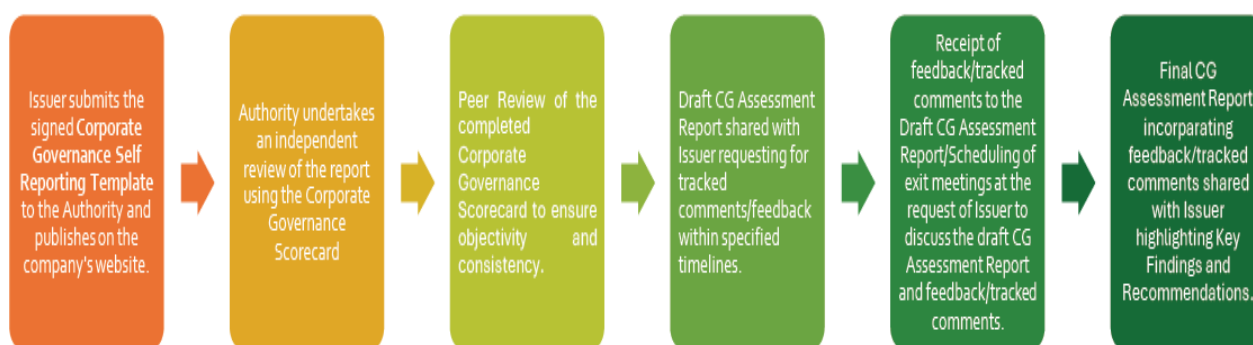 Issuer submits the
signed Corporate
Governance Self
Reporting Template
to the Authority and
publishes on the
company's website.
Authority undertakes
an independent
review of the report
using the Corporate
Governance
Scorecard
Peer Review of the
completed
Corporate
Governance
Scorecard to ensure
objectivity and
consistency.
Draft CG Assessment
Report shared with
Issuer requesting for
tracked
comments/feedback
within specified
timelines.
Receipt of
feedback/tracked
comments to the
Draft CG Assessment
Report/Scheduling of
exit meetings at the
request of Issuer to
discuss the draft CG
Assessment Report
and feedback/tracked
comments.
Final CG
Assessment Report
incorparating
feedback/tracked
comments shared
with Issuer
highlighting Key
Findings and
Recommendations.